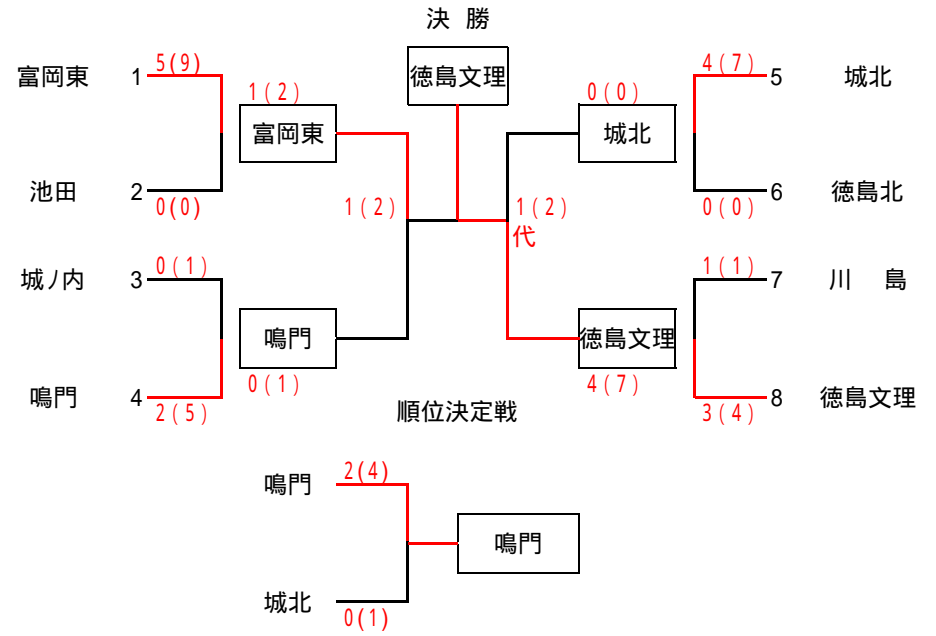 決 勝
徳島文理
富岡東 1 5(9)
1(2)
富岡東
池田 2 0(0)
城ノ内 3 0(1)
鳴門
0(1)
鳴門 4 2(5)
1(2)
1(2)
代
4(7) 5 城北
0(0)
城北
0(0) 6 徳島北
1(1) 7 川 島
徳島文理
4(7)
3(4) 8 徳島文理
順位決定戦
鳴門 2(4)
鳴門
城北 0(1)